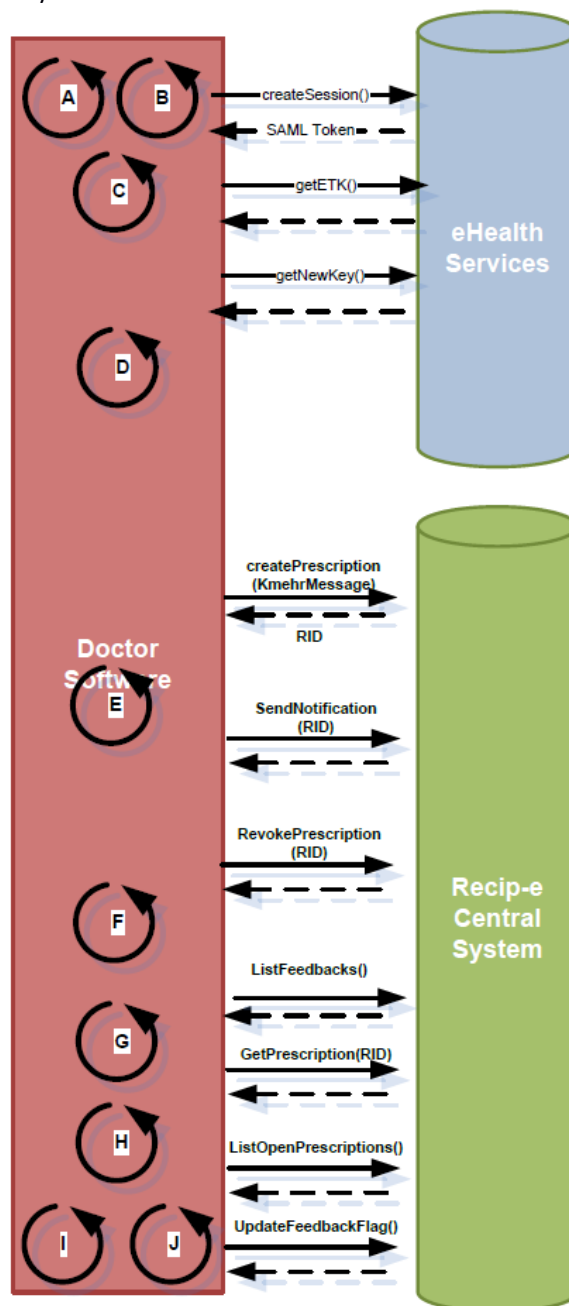 A
B
createSession()
SAML Token
C
getETK()
eHealth
Services
getNewKey()
D
createPrescription
(KmehrMessage)
RID
Doctor
Software
E
SendNotification
(RID)
RevokePrescription
(RID)
Recip-e
Central
System
F
ListFeedbacks()
G
GetPrescription(RID)
H
ListOpenPrescriptions()
I
J
UpdateFeedbackFlag()